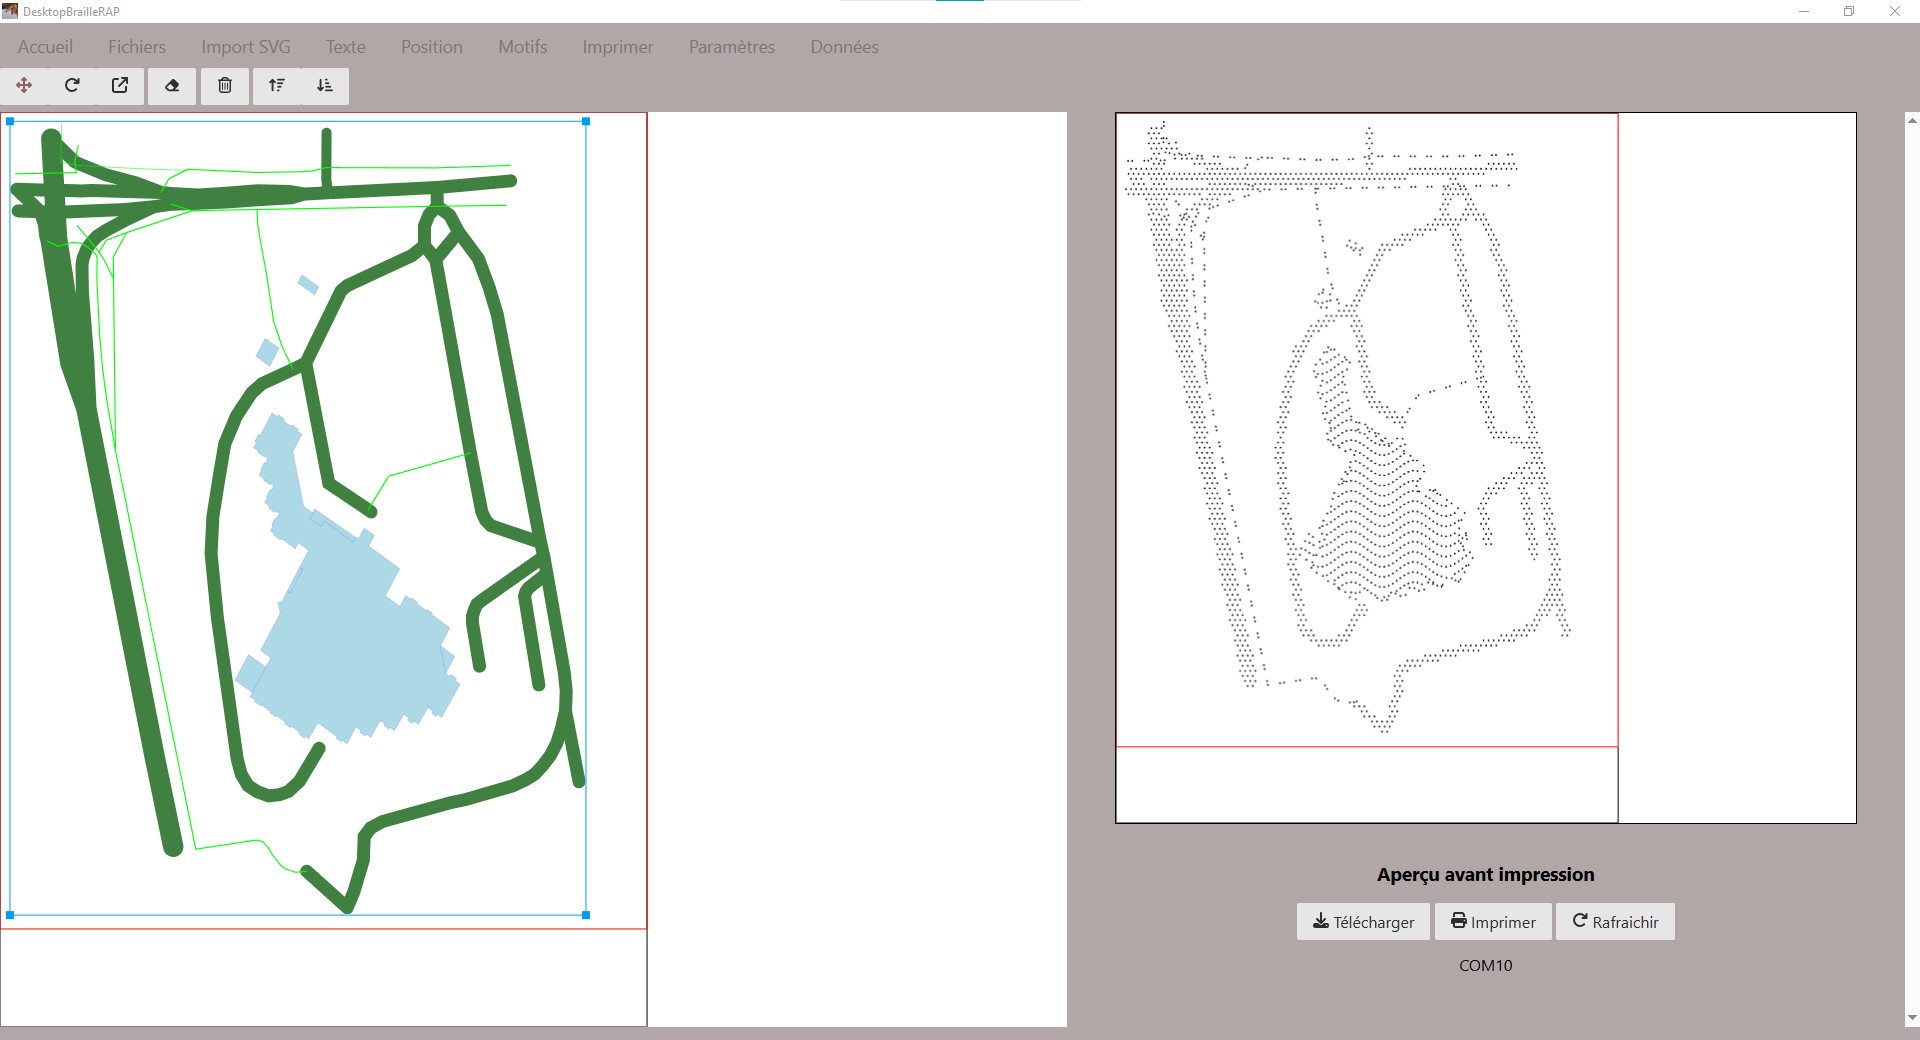 DesktopBrailleRAP
Accueil Fichiers Import SVG Texte Position Motifs Imprimer Paramètres Données
Aperçu avant impression
Télécharger Imprimer Rafraichir
COM10